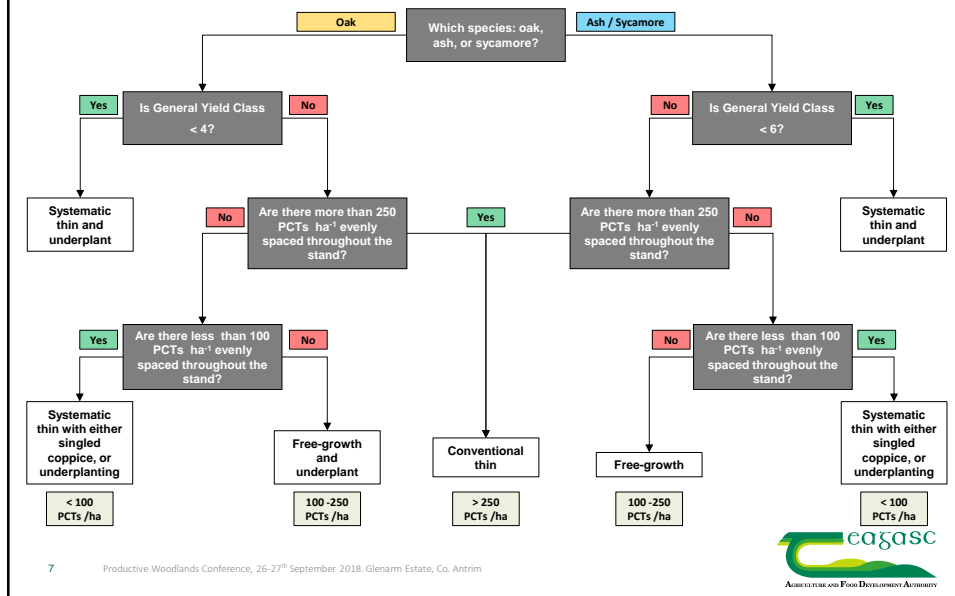 Oak
Which species: oak,
ash, or sycamore?
Ash / Sycamore
Yes
Is General Yield Class
< 4?
No
No
Is General Yield Class
< 6?
Yes
Systematic
thin and
underplant
No
Are there more than 250
PCTs ha⁻¹ evenly
spaced throughout the
stand?
Yes
Are there more than 250
PCTs ha⁻¹ evenly
spaced throughout the
stand?
No
Systematic
thin and
underplant
Yes
Are there less than 100
PCTs ha⁻¹ evenly
spaced throughout the
stand?
No
No
Are there less than 100
PCTs ha⁻¹ evenly
spaced throughout the
stand?
Yes
Systematic
thin with either
singled
coppice, or
underplanting
Free-growth
and
underplant
Conventional
thin
Free-growth
Systematic
thin with either
singled
coppice, or
underplanting
< 100
PCTs /ha
100 -250
PCTs /ha
> 250
PCTs /ha
100-250
PCTs /ha
< 100
PCTs /ha
7
Productive Woodlands Conference, 26-27th September 2018. Glenarm Estate, Co. Antrim
eagasc
Agriculture and Food Development Authority